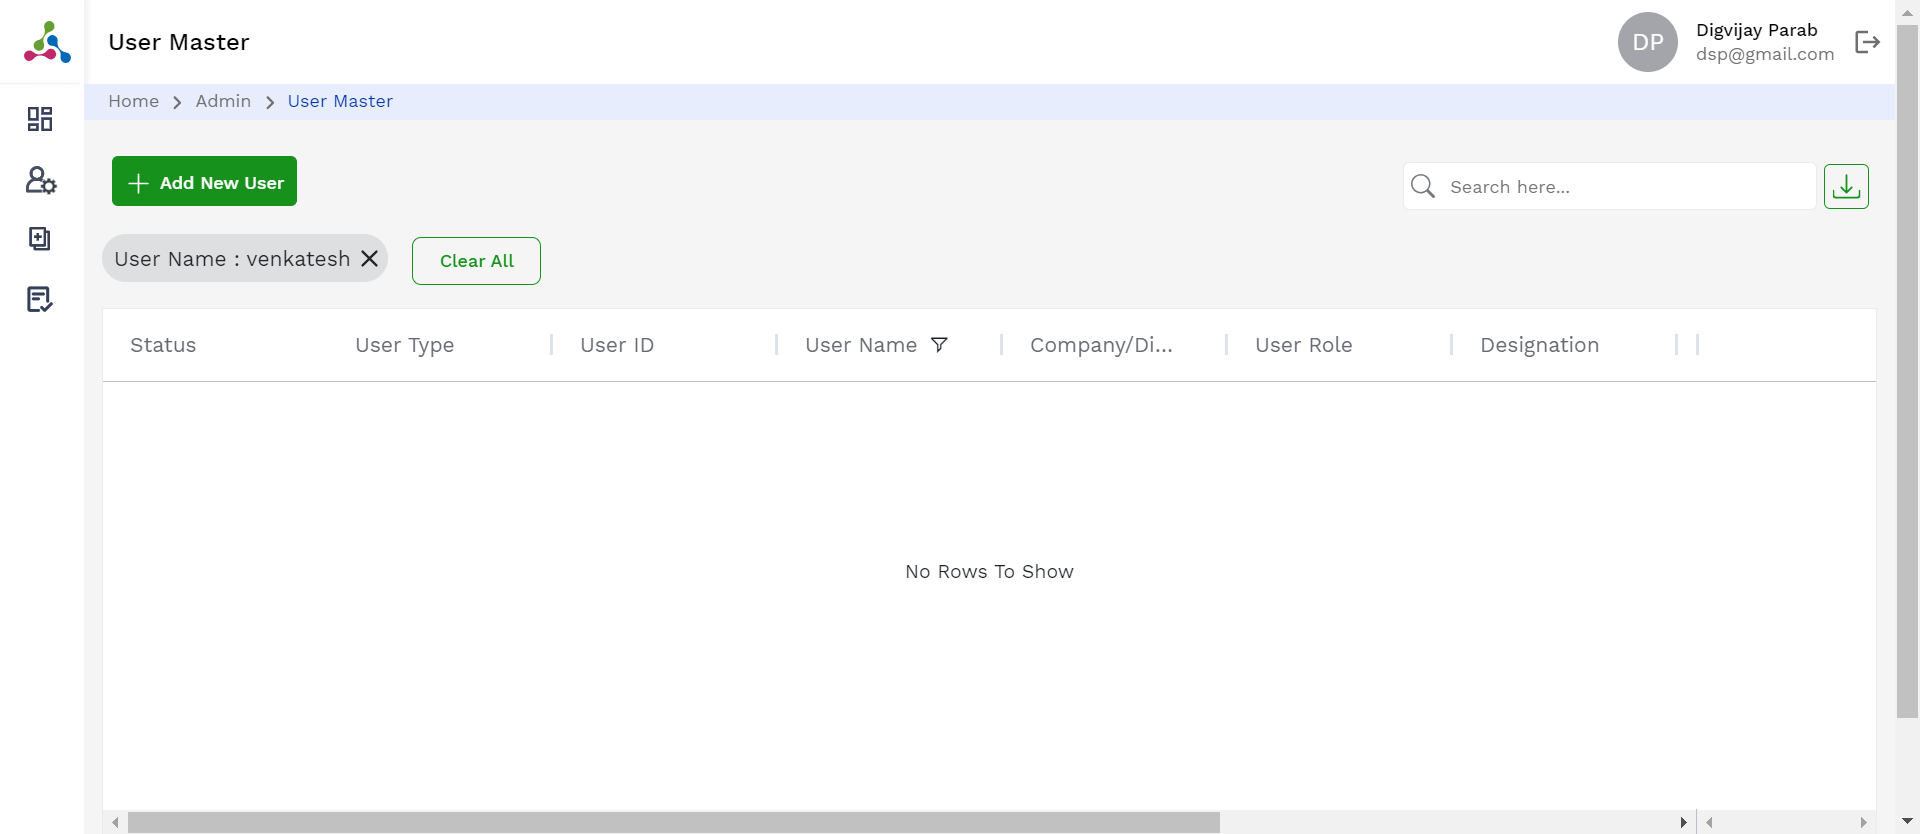 User Master
DP
Digvijay Parab
dsp@gmail.com
Home
Admin
User Master
Add New User
Search here...
User Name : venkatesh
Clear All
Status
User Type
User ID
User Name
Company/Di...
User Role
Designation
No Rows To Show